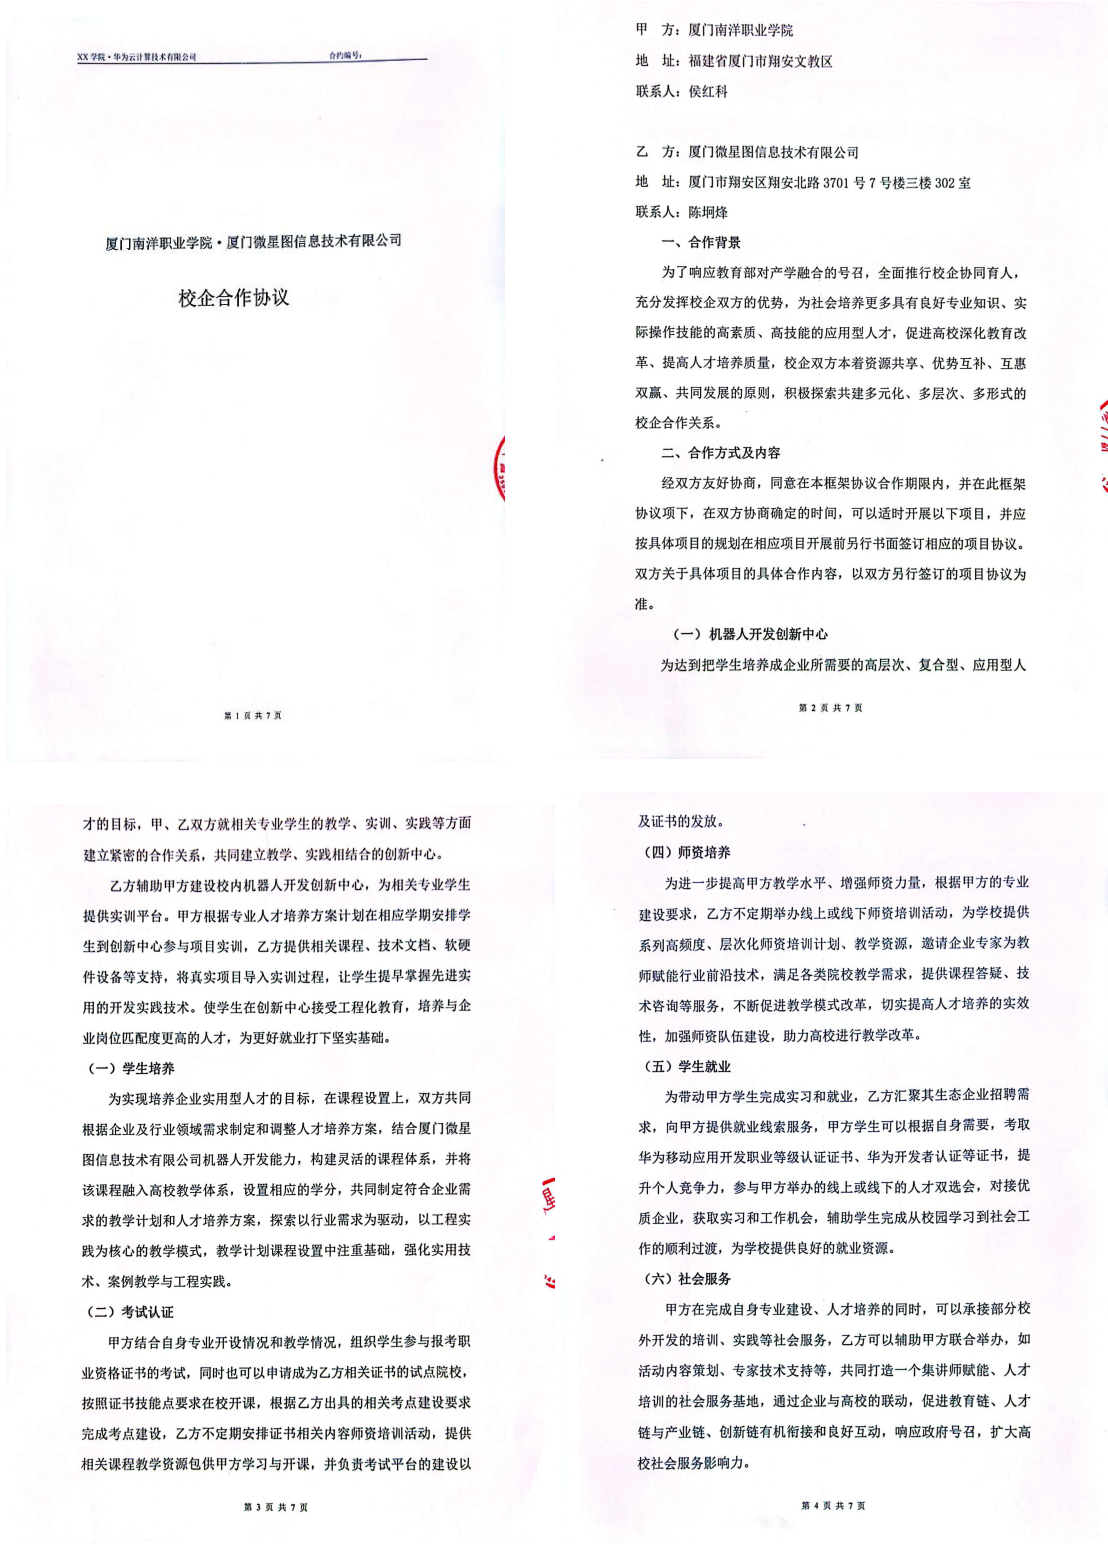 XX 学院·华为云计算技术有限公司 合约编号：
厦门南洋职业学院·厦门微星图信息技术有限公司
校企合作协议
第 1 页 共 7 页
甲 方：厦门南洋职业学院
地 址：福建省厦门市翔安文教区
联系人：侯红科
乙 方：厦门微星图信息技术有限公司
地 址：厦门市翔安区翔安北路 3701 号 7 号楼三楼 302 室
联系人：陈坰烽
一、合作背景
为了响应教育部对产学融合的号召，全面推行校企协同育人，
充分发挥校企双方的优势，为社会培养更多具有良好专业知识、实
际操作技能的高素质、高技能的应用型人才，促进高校深化教育改
革、提高人才培养质量，校企双方本着资源共享、优势互补、互惠
双赢、共同发展的原则，积极探索共建多元化、多层次、多形式的
校企合作关系。
二、合作方式及内容
经双方友好协商，同意在本框架协议合作期限内，并在此框架
协议项下，在双方协商确定的时间，可以适时开展以下项目，并应
按具体项目的规划在相应项目开展前另行书面签订相应的项目协议。
双方关于具体项目的具体合作内容，以双方另行签订的项目协议为
准。
（一）机器人开发创新中心
为达到把学生培养成企业所需要的高层次、复合型、应用型人
第 2 页 共 7 页
才的目标，甲、乙双方就相关专业学生的教学、实训、实践等方面
建立紧密的合作关系，共同建立教学、实践相结合的创新中心。
乙方辅助甲方建设校内机器人开发创新中心，为相关专业学生
提供实训平台。甲方根据专业人才培养方案计划在相应学期安排学
生到创新中心参与项目实训，乙方提供相关课程、技术文档、软硬
件设备等支持，将真实项目导入实训过程，让学生提早掌握先进实
用的开发实践技术。使学生在创新中心接受工程化教育，培养与企
业岗位匹配度更高的人才，为更好就业打下坚实基础。
（一）学生培养
为实现培养企业实用型人才的目标，在课程设置上，双方共同
根据企业及行业领域需求制定和调整人才培养方案，结合厦门微星
图信息技术有限公司机器人开发能力，构建灵活的课程体系，并将
该课程融入高校教学体系，设置相应的学分，共同制定符合企业需
求的教学计划和人才培养方案，探索以行业需求为驱动，以工程实
践为核心的教学模式，教学计划课程设置中注重基础，强化实用技
术、案例教学与工程实践。
（二）考试认证
甲方结合自身专业开设情况和教学情况，组织学生参与报考职
业资格证书的考试，同时也可以申请成为乙方相关证书的试点院校，
按照证书技能点要求在校开课，根据乙方出具的相关考点建设要求
完成考点建设，乙方不定期安排证书相关内容师资培训活动，提供
相关课程教学资源包供甲方学习与开课，并负责考试平台的建设以
第 3 页 共 7 页
及证书的发放。
（四）师资培养
为进一步提高甲方教学水平、增强师资力量，根据甲方的专业
建设要求，乙方不定期举办线上或线下师资培训活动，为学校提供
系列高频度、层次化师资培训计划、教学资源，邀请企业专家为教
师赋能行业前沿技术，满足各类院校教学需求，提供课程答疑、技
术咨询等服务，不断促进教学模式改革，切实提高人才培养的实效
性，加强师资队伍建设，助力高校进行教学改革。
（五）学生就业
为带动甲方学生完成实习和就业，乙方汇聚其生态企业招聘需
求，向甲方提供就业线索服务，甲方学生可以根据自身需要，考取
华为移动应用开发职业等级认证证书、华为开发者认证等证书，提
升个人竞争力，参与甲方举办的线上或线下的人才双选会，对接优
质企业，获取实习和工作机会，辅助学生完成从校园学习到社会工
作的顺利过渡，为学校提供良好的就业资源。
（六）社会服务
甲方在完成自身专业建设、人才培养的同时，可以承接部分校
外开发的培训、实践等社会服务，乙方可以辅助甲方联合举办，如
活动内容策划、专家技术支持等，共同打造一个集讲师赋能、人才
培训的社会服务基地，通过企业与高校的联动，促进教育链、人才
链与产业链、创新链有机衔接和良好互动，响应政府号召，扩大高
校社会服务影响力。
第 4 页 共 7 页